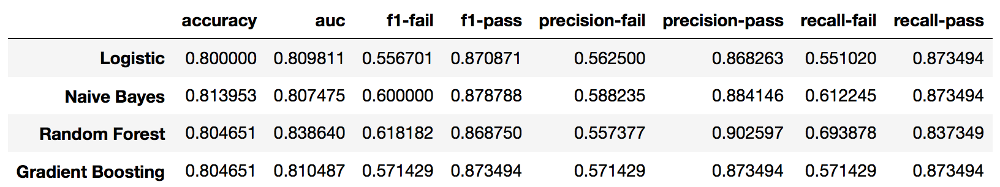 accuracy auc f1-fail f1-pass precision-fail precision-pass recall-fail recall-pass
Logistic 0.800000 0.809811 0.556701 0.870871 0.562500 0.868263 0.551020 0.873494
Naive Bayes 0.813953 0.807475 0.600000 0.878788 0.588235 0.884146 0.612245 0.873494
Random Forest 0.804651 0.838640 0.618182 0.868750 0.557377 0.902597 0.693878 0.837349
Gradient Boosting 0.804651 0.810487 0.571429 0.873494 0.571429 0.873494 0.571429 0.873494